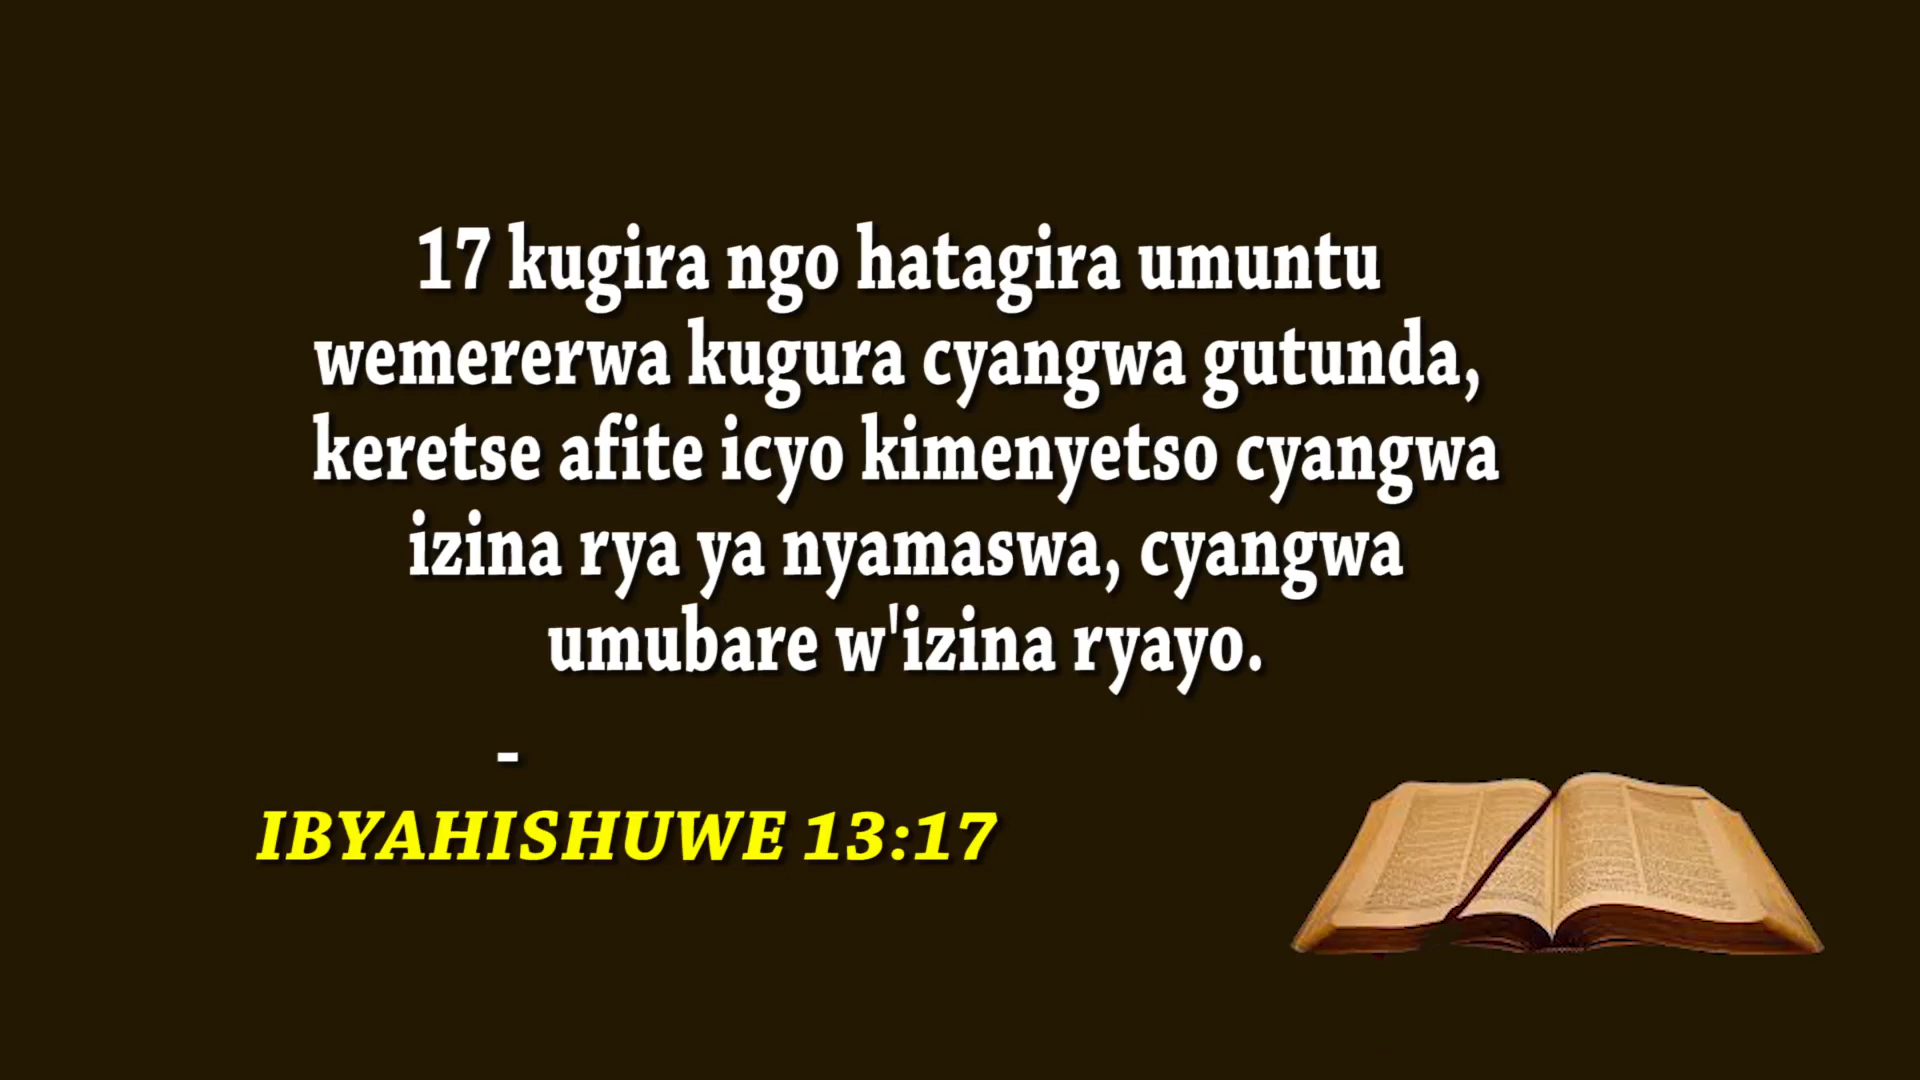 17 kugira ngo hatagira umuntu
wemererwa kugura cyangwa gutunda,
keretse afite icyo kimenyetso cyangwa
izina rya ya nyamaswa, cyangwa
umubare w'izina ryayo.
-
IBYAHISHUWE 13:17